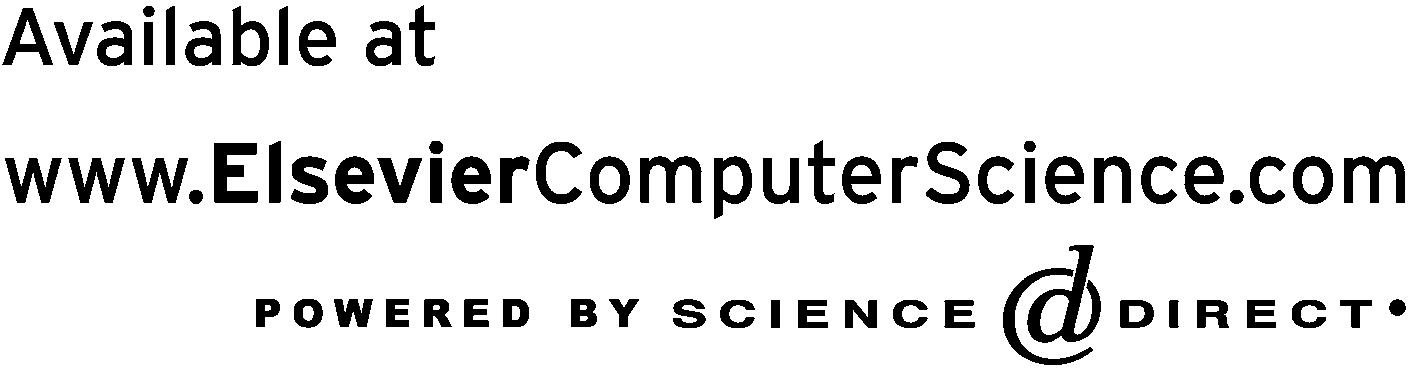 Available at
www.ElsevierComputerScience.com
POWERED BY SCIENCE @ DIRECT•